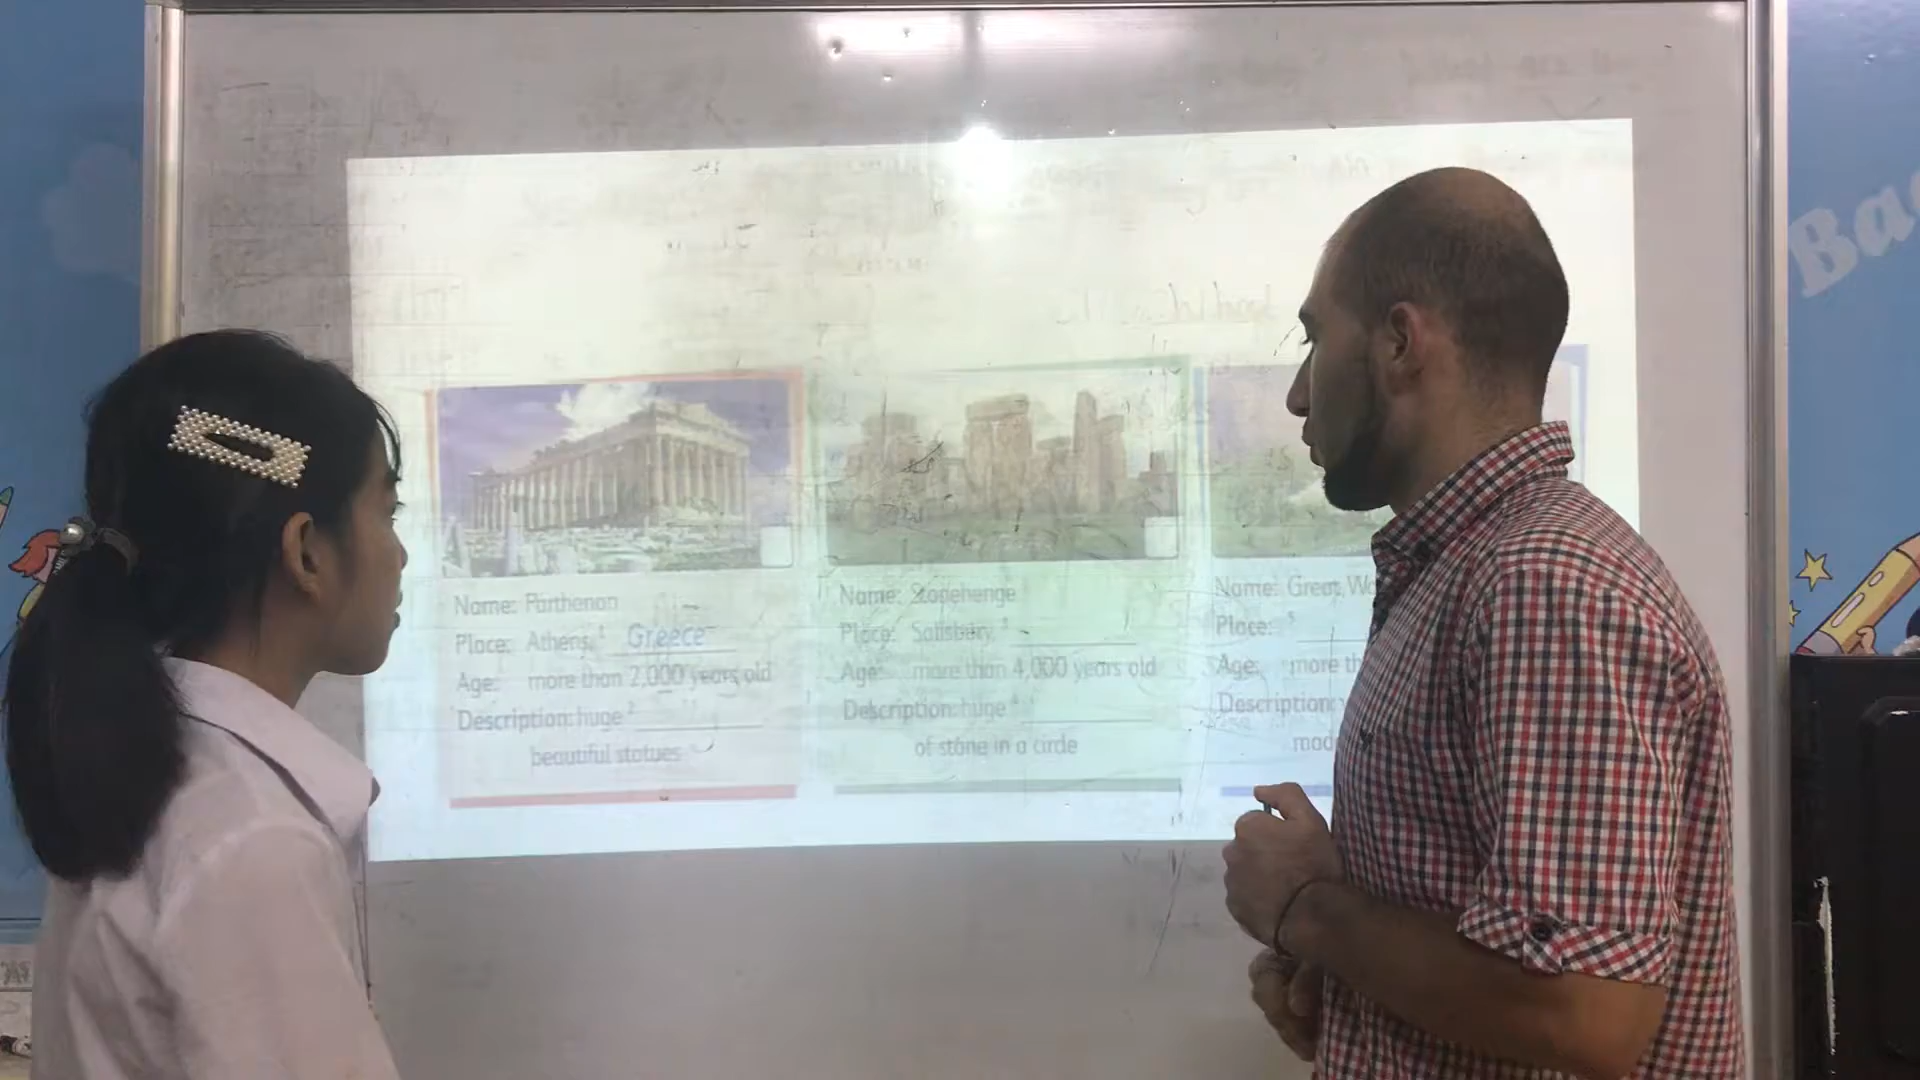 Name: Parthenon
Place: Athens, 1 Greece
Age: more than 2,000 years old
Description: huge 2
beautiful statues
Name: Stonehenge
Place: Salisbury, 3
Age: more than 4,000 years old
Description: huge 4
of stone in a circle
Name: Great
Place: 5
Age: more
Description: